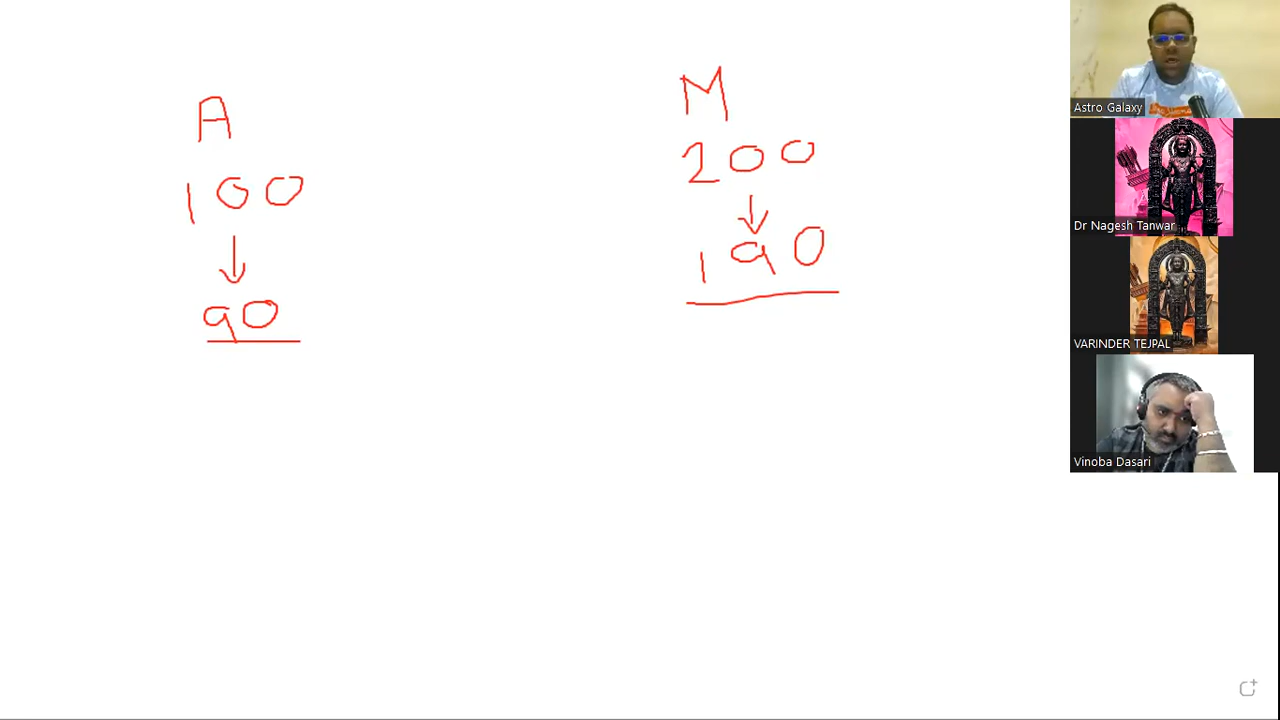 A
100
↓
90
M
200
↓
190
Astro Galaxy
Dr Nagesh Tanwar
VARINDER TEJPAL
Vinoba Dasari